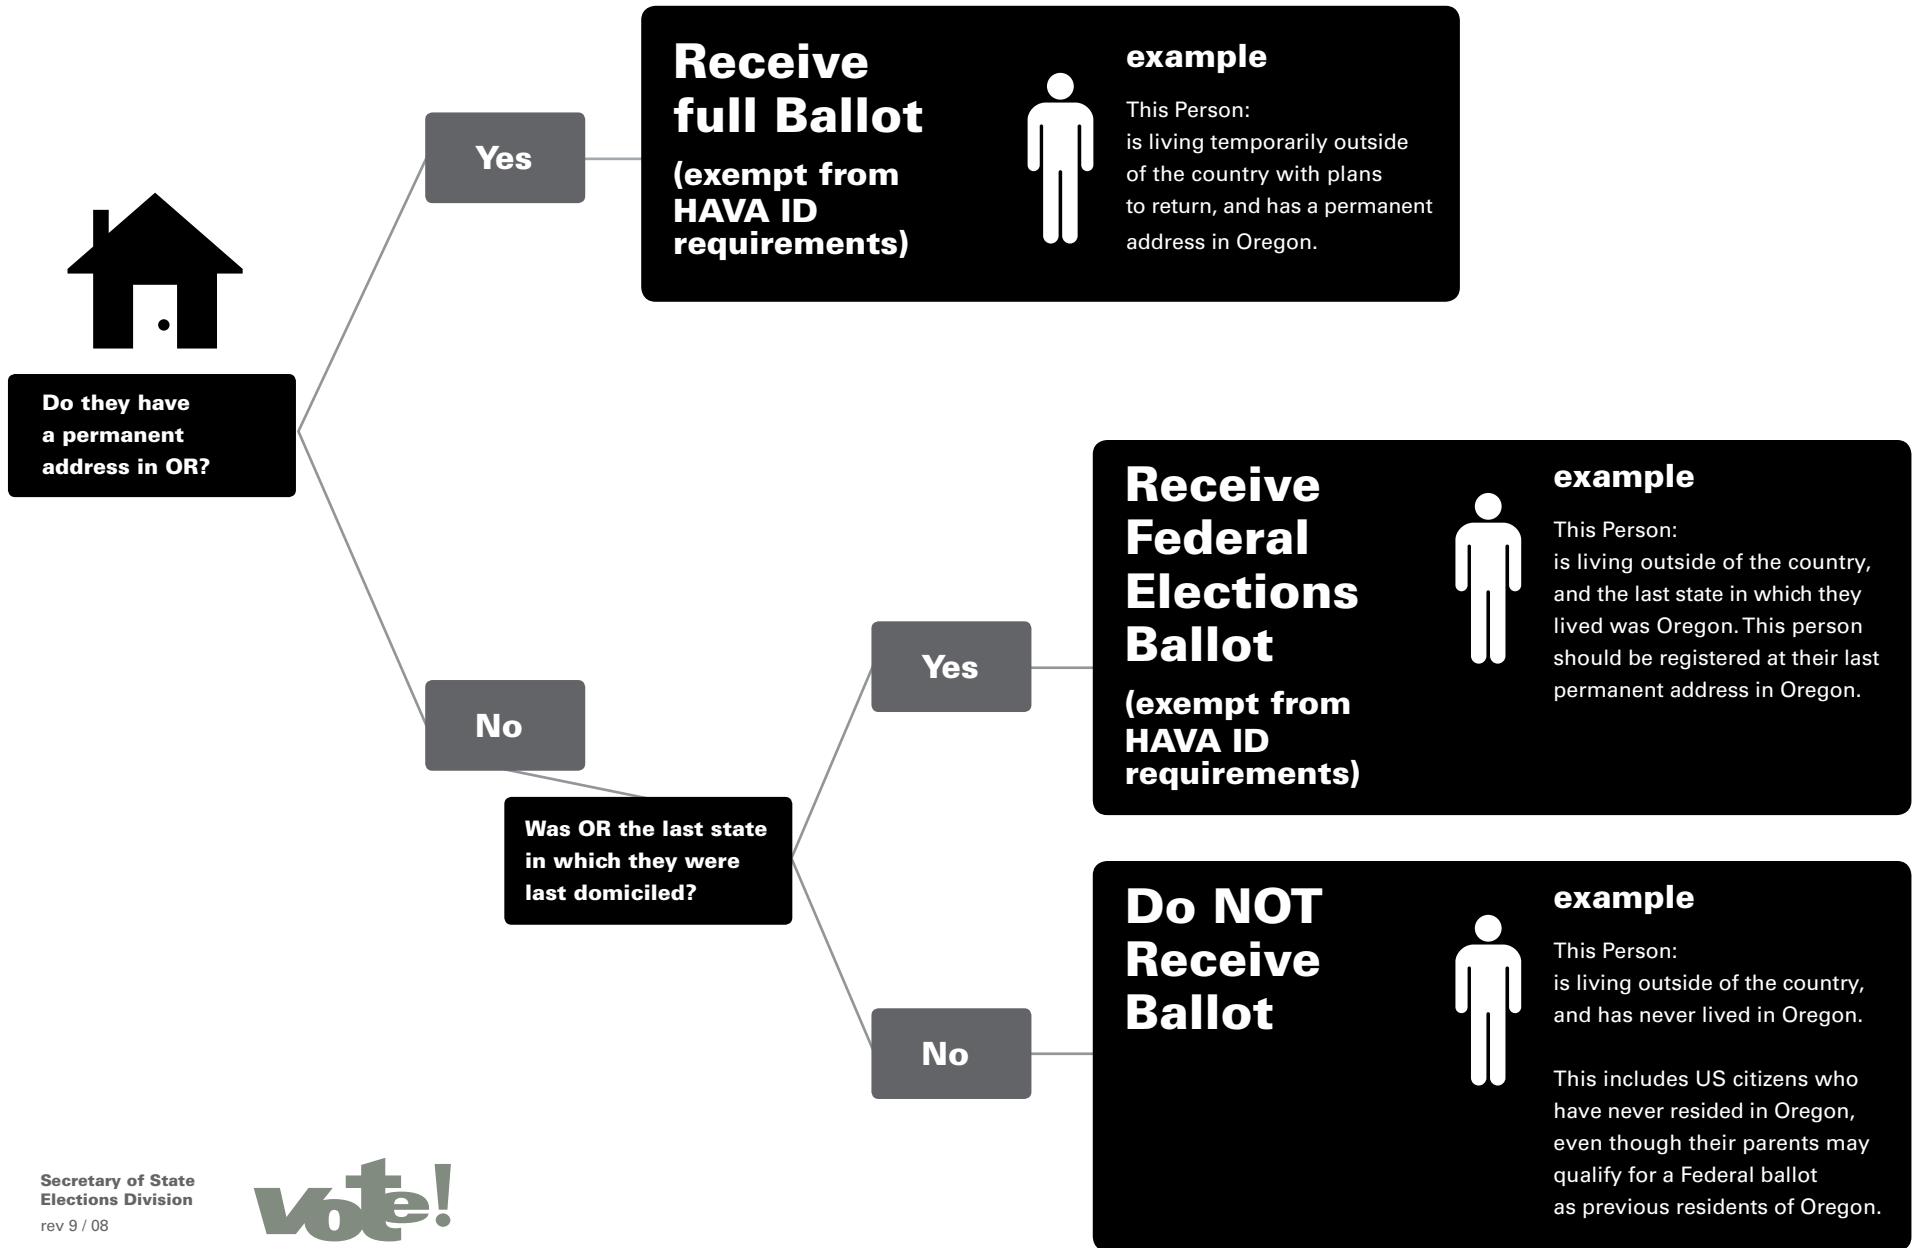 Receive
full Ballot
(exempt from
HAVA ID
requirements)
example
This Person:
is living temporarily outside
of the country with plans
to return, and has a permanent
address in Oregon.
Yes
Do they have
a permanent
address in OR?
No
Was OR the last state
in which they were
last domiciled?
Yes
Receive
Federal
Elections
Ballot
(exempt from
HAVA ID
requirements)
example
This Person:
is living outside of the country,
and the last state in which they
lived was Oregon. This person
should be registered at their last
permanent address in Oregon.
No
Do NOT
Receive
Ballot
example
This Person:
is living outside of the country,
and has never lived in Oregon.
This includes US citizens who
have never resided in Oregon,
even though their parents may
qualify for a Federal ballot
as previous residents of Oregon.
Secretary of State
Elections Division
rev 9 / 08
vote!